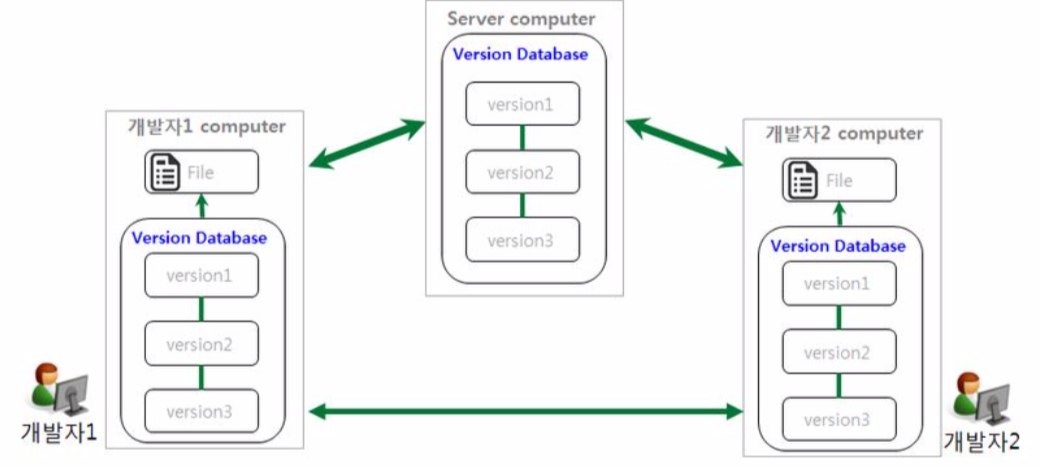 Server computer
Version Database
version1
version2
version3
개발자1 computer
File
Version Database
version1
version2
version3
개발자1
개발자2 computer
File
Version Database
version1
version2
version3
개발자2